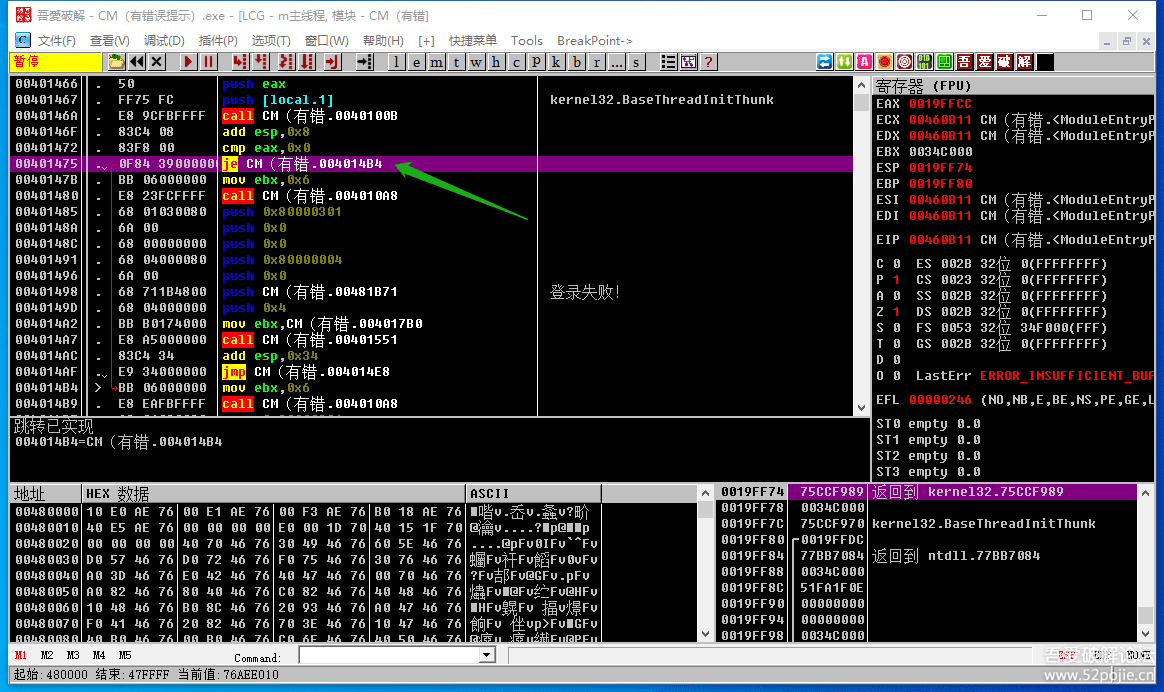 吾愛破解 - CM（有错误提示）.exe - [LCG - m主线程, 模块 - CM（有错]
文件(F) 查看(V) 调试(D) 插件(P) 选项(T) 窗口(W) 帮助(H) [+] 快捷菜单 Tools BreakPoint->
暂停 l e m t w h c p k b r ... s ? 吾 爱 破 解
00401466 . 50 push eax
00401467 . FF75 FC push [local.1] kernel32.BaseThreadInitThunk
0040146A . E8 9CFBFFFF call CM（有错.0040100B
0040146F . 83C4 08 add esp,0x8
00401472 . 83F8 00 cmp eax,0x0
00401475 . 0F84 39000000 je CM（有错.004014B4
0040147B . BB 06000000 mov ebx,0x6
00401480 . E8 23FCFFFF call CM（有错.004010A8
00401485 . 68 01030080 push 0x80000301
0040148A . 6A 00 push 0x0
0040148C . 68 00000000 push 0x0
00401491 . 68 04000080 push 0x80000004
00401496 . 6A 00 push 0x0
00401498 . 68 711B4800 push CM（有错.00481B71 登录失败!
0040149D . 68 04000000 push 0x4
004014A2 . BB B0174000 mov ebx,CM（有错.004017B0
004014A7 . E8 A5000000 call CM（有错.00401551
004014AC . 83C4 34 add esp,0x34
004014AF . E9 34000000 jmp CM（有错.004014E8
004014B4 > BB 06000000 mov ebx,0x6
004014B9 . E8 EAFBFFFF call CM（有错.004010A8
跳转已实现
004014B4=CM（有错.004014B4
寄存器 (FPU)
EAX 0019FFCC
ECX 00460B11 CM（有错.<ModuleEntryP
EDX 00460B11 CM（有错.<ModuleEntryP
EBX 0034C000
ESP 0019FF74
EBP 0019FF80
ESI 00460B11 CM（有错.<ModuleEntryP
EDI 00460B11 CM（有错.<ModuleEntryP
EIP 00460B11 CM（有错.<ModuleEntryP
C 0 ES 002B 32位 0(FFFFFFFF)
P 1 CS 0023 32位 0(FFFFFFFF)
A 0 SS 002B 32位 0(FFFFFFFF)
Z 1 DS 002B 32位 0(FFFFFFFF)
S 0 FS 0053 32位 34F000(FFF)
T 0 GS 002B 32位 0(FFFFFFFF)
D 0
O 0 LastErr ERROR_INSUFFICIENT_BUF
EFL 00000246 (NO,NB,E,BE,NS,PE,GE,L
ST0 empty 0.0
ST1 empty 0.0
ST2 empty 0.0
ST3 empty 0.0
地址 HEX 数据 ASCII
00480000 10 E0 AE 76 00 E1 AE 76 00 F3 AE 76 B0 18 AE 76
00480010 40 E5 AE 76 00 00 00 00 E0 00 1D 70 40 15 1F 70
00480020 00 00 00 00 40 70 46 76 30 49 46 76 60 5E 46 76 ....@pFv0IFv`^Fv
00480030 D0 57 46 76 D0 72 46 76 F0 75 46 76 30 76 46 76
00480040 A0 3D 46 76 E0 42 46 76 40 47 46 76 00 70 46 76
00480050 A0 82 46 76 80 40 46 76 C0 82 46 76 40 48 46 76
00480060 10 48 46 76 B0 8C 46 76 20 93 46 76 A0 47 46 76
00480070 F0 41 46 76 20 82 46 76 70 3E 46 76 10 47 46 76
0019FF74 75CCF989 返回到 kernel32.75CCF989
0019FF78 0034C000
0019FF7C 75CCF970 kernel32.BaseThreadInitThunk
0019FF80 0019FFDC
0019FF84 77BB7084 返回到 ntdll.77BB7084
0019FF88 0034C000
0019FF8C 51FA1F0E
0019FF90 00000000
0019FF94 00000000
0019FF98 0034C000
M1 M2 M3 M4 M5 Command:
起始: 480000 结束: 47FFFF 当前值: 76AEE010
吾爱破解论坛
www.52pojie.cn